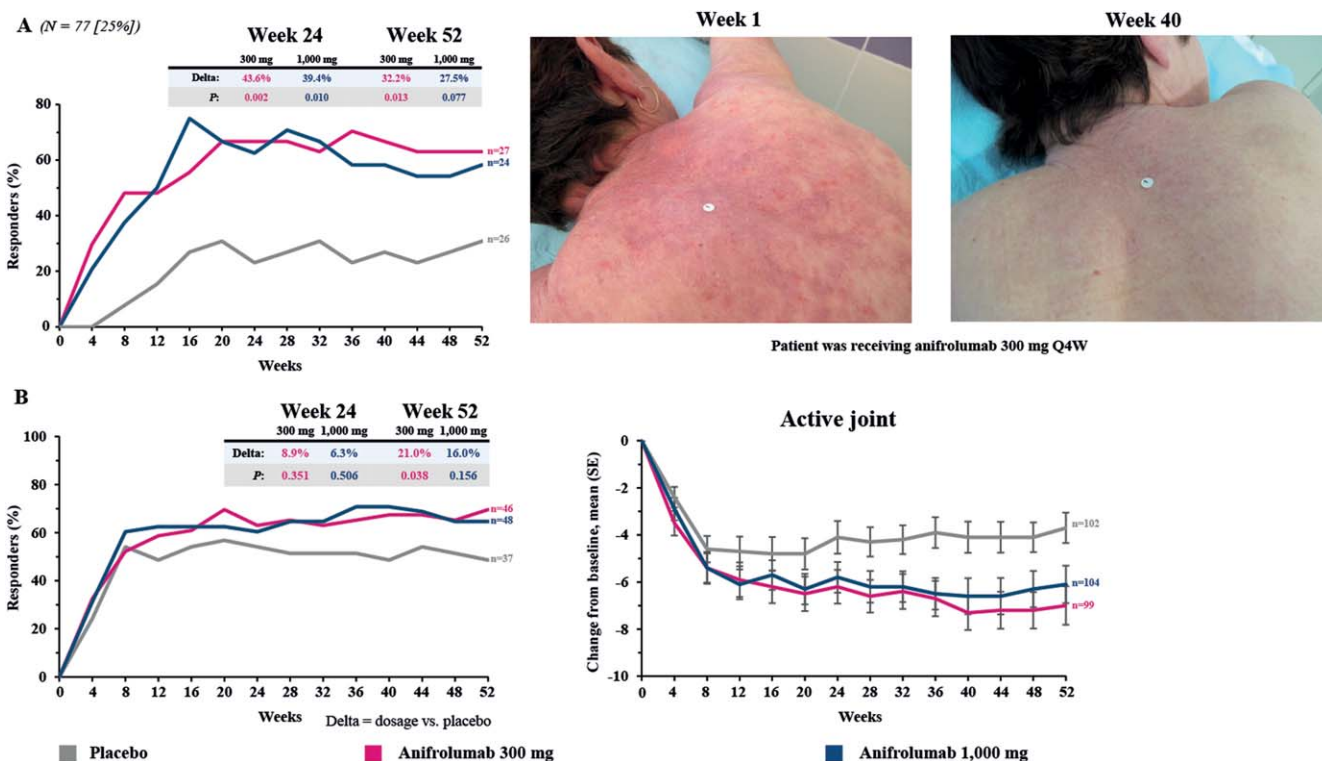 A (N = 77 [25%])
Week 24 Week 52
300 mg 1,000 mg 300 mg 1,000 mg
Delta: 43.6% 39.4% 32.2% 27.5%
P: 0.002 0.010 0.013 0.077
Responders (%)
80
60
40
20
0
n=27
n=24
n=26
0 4 8 12 16 20 24 28 32 36 40 44 48 52
Weeks
Week 1
Week 40
Patient was receiving anifrolumab 300 mg Q4W
B
Week 24 Week 52
300 mg 1,000 mg 300 mg 1,000 mg
Delta: 8.9% 6.3% 21.0% 16.0%
P: 0.351 0.506 0.038 0.156
Responders (%)
100
80
60
40
20
0
n=46
n=48
n=37
0 4 8 12 16 20 24 28 32 36 40 44 48 52
Weeks
Delta = dosage vs. placebo
Active joint
Change from baseline, mean (SE)
0
-2
-4
-6
-8
-10
n=102
n=104
n=99
0 4 8 12 16 20 24 28 32 36 40 44 48 52
Weeks
Placebo
Anifrolumab 300 mg
Anifrolumab 1,000 mg